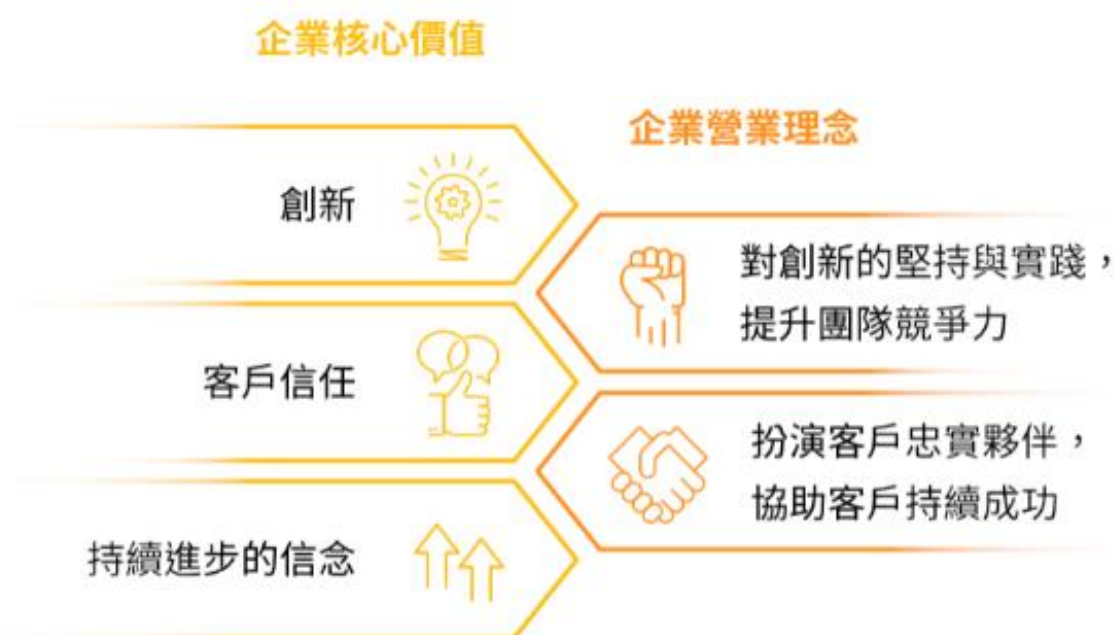 企業核心價值
創新
客戶信任
持續進步的信念
企業營業理念
對創新的堅持與實踐，
提升團隊競爭力
扮演客戶忠實夥伴，
協助客戶持續成功